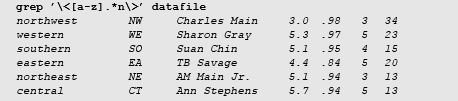 grep '\<[a-z].*n\>' datafile
northwest NW Charles Main 3.0 .98 3 34
western WE Sharon Gray 5.3 .97 5 23
southern SO Suan Chin 5.1 .95 4 15
eastern EA TB Savage 4.4 .84 5 20
northeast NE AM Main Jr. 5.1 .94 3 13
central CT Ann Stephens 5.7 .94 5 13